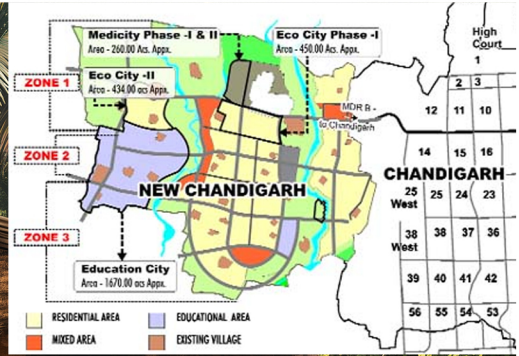 Medicity Phase -I & II
Area - 260.00 Acs. Appx.
Eco City Phase -I
Area - 450.00 Acs. Appx.
High
Court
1
ZONE 1
Eco City -II
Area - 434.00 acs Appx.
2 3
MDR B -
to Chandigarh
12 11 10
ZONE 2
14 15 16
CHANDIGARH
NEW CHANDIGARH
25
West
25 24 23
ZONE 3
38
West
38 37 36
Education City
Area - 1670.00 acs Appx.
39 40 41 42
56 55 54 53
RESIDENTIAL AREA
EDUCATIONAL AREA
MIXED AREA
EXISTING VILLAGE